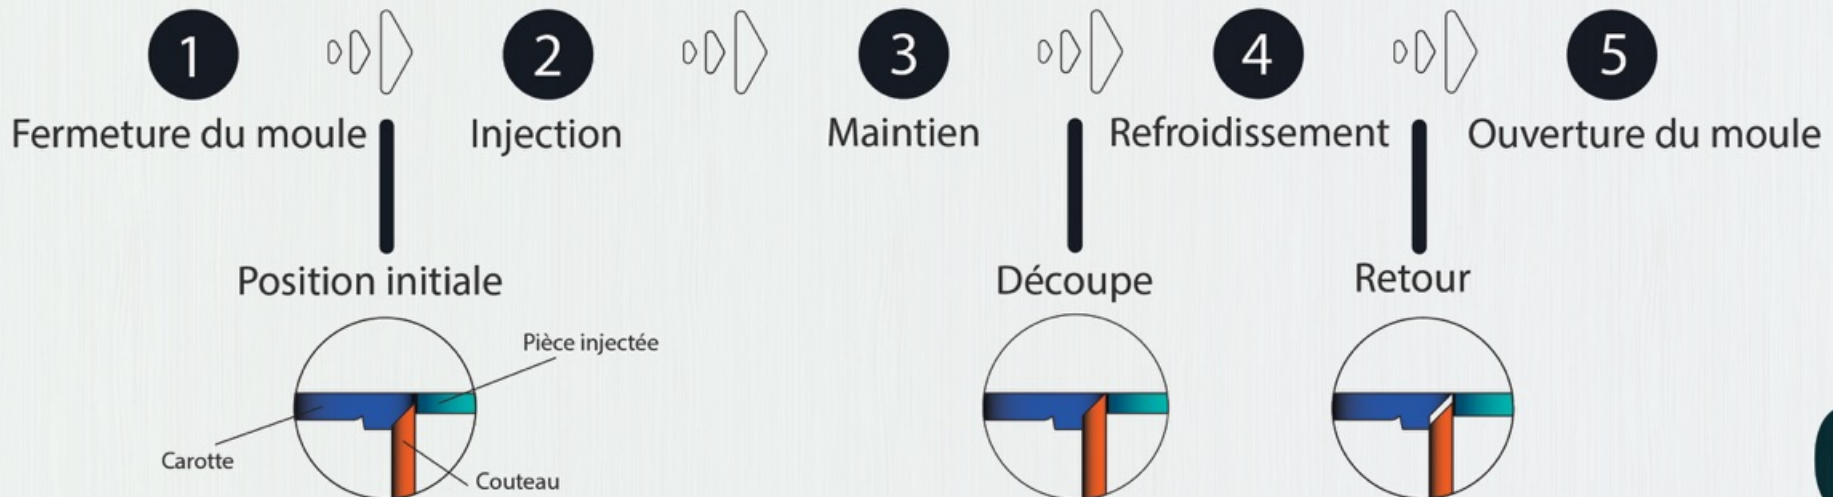 1
2
3
4
5
Fermeture du moule
Injection
Maintien
Refroidissement
Ouverture du moule
Position initiale
Découpe
Retour
Pièce injectée
Carotte
Couteau